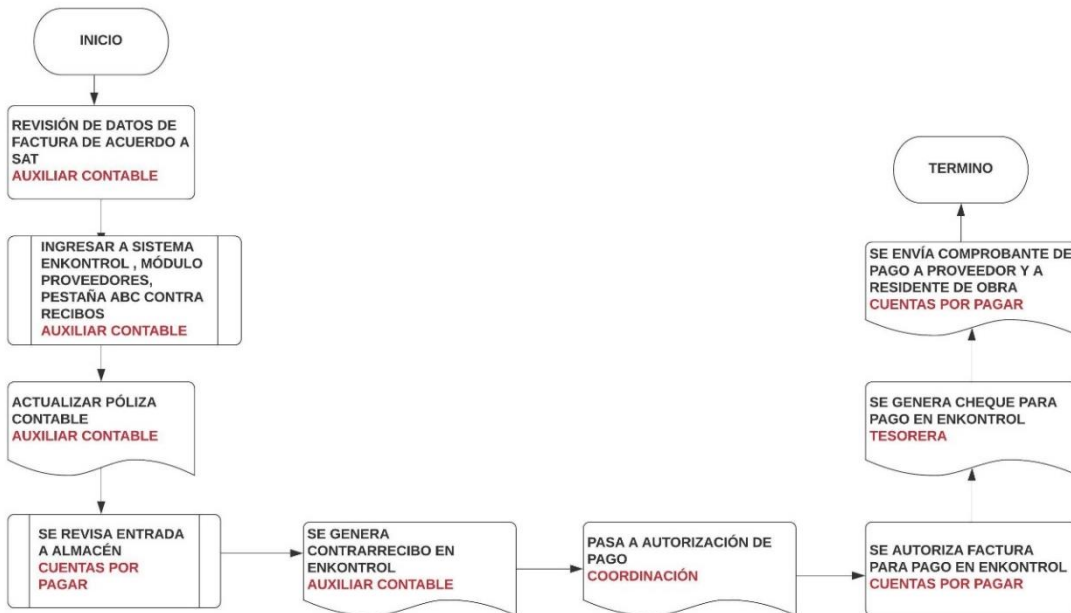 INICIO
REVISIÓN DE DATOS DE
FACTURA DE ACUERDO A
SAT
AUXILIAR CONTABLE
INGRESAR A SISTEMA
ENKONTROL , MÓDULO
PROVEEDORES,
PESTAÑA ABC CONTRA
RECIBOS
AUXILIAR CONTABLE
ACTUALIZAR PÓLIZA
CONTABLE
AUXILIAR CONTABLE
SE REVISA ENTRADA
A ALMACÉN
CUENTAS POR
PAGAR
SE GENERA
CONTRARRECIBO EN
ENKONTROL
AUXILIAR CONTABLE
PASA A AUTORIZACIÓN DE
PAGO
COORDINACIÓN
SE AUTORIZA FACTURA
PARA PAGO EN ENKONTROL
CUENTAS POR PAGAR
SE GENERA CHEQUE PARA
PAGO EN ENKONTROL
TESORERA
SE ENVÍA COMPROBANTE DE
PAGO A PROVEEDOR Y A
RESIDENTE DE OBRA
CUENTAS POR PAGAR
TERMINO